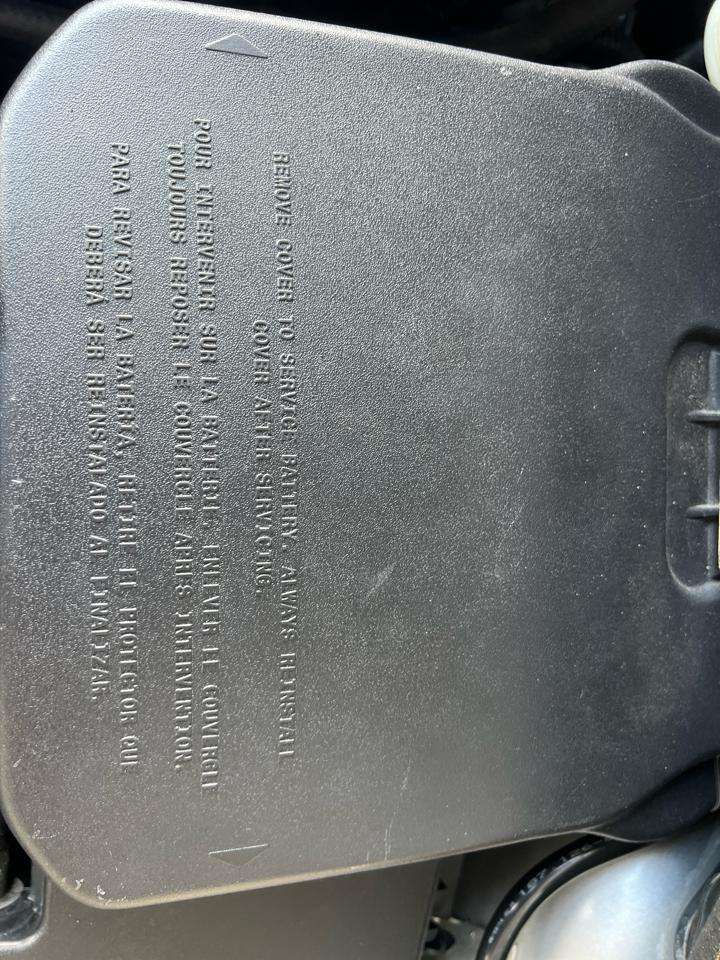 REMOVE COVER TO SERVICE BATTERY. ALWAYS REINSTALL
COVER AFTER SERVICING.
POUR INTERVENIR SUR LA BATTERIE, ENLEVER LE COUVERCLE
TOUJOURS REPOSER LE COUVERCLE APRES INTERVENTION.
PARA REVISAR LA BATERÍA, RETIRE EL PROTECTOR QUE
DEBERÁ SER REINSTALADO AL FINALIZAR.